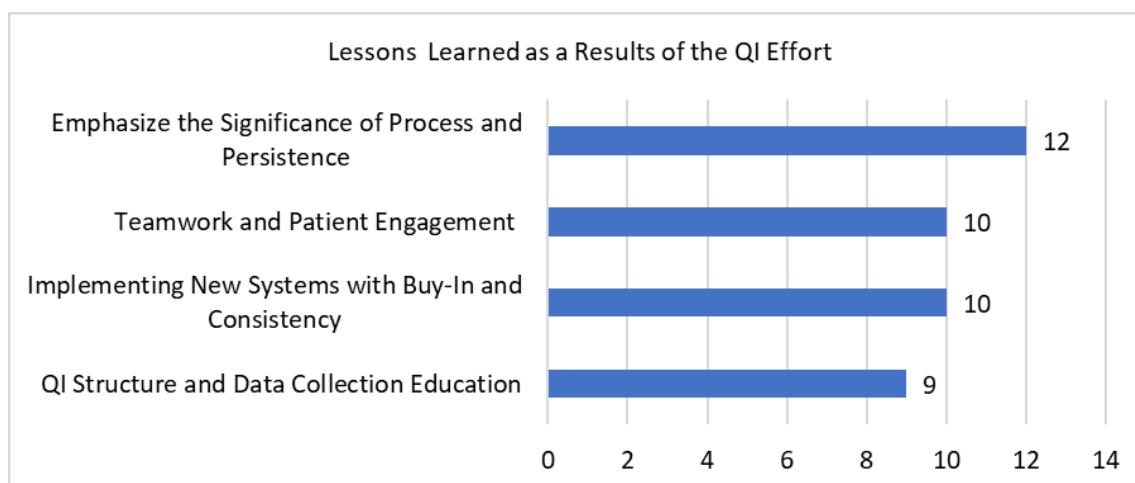 Lessons Learned as a Results of the QI Effort
Emphasize the Significance of Process and
Persistence
12
Teamwork and Patient Engagement
10
Implementing New Systems with Buy-In and
Consistency
10
QI Structure and Data Collection Education
9
0 2 4 6 8 10 12 14